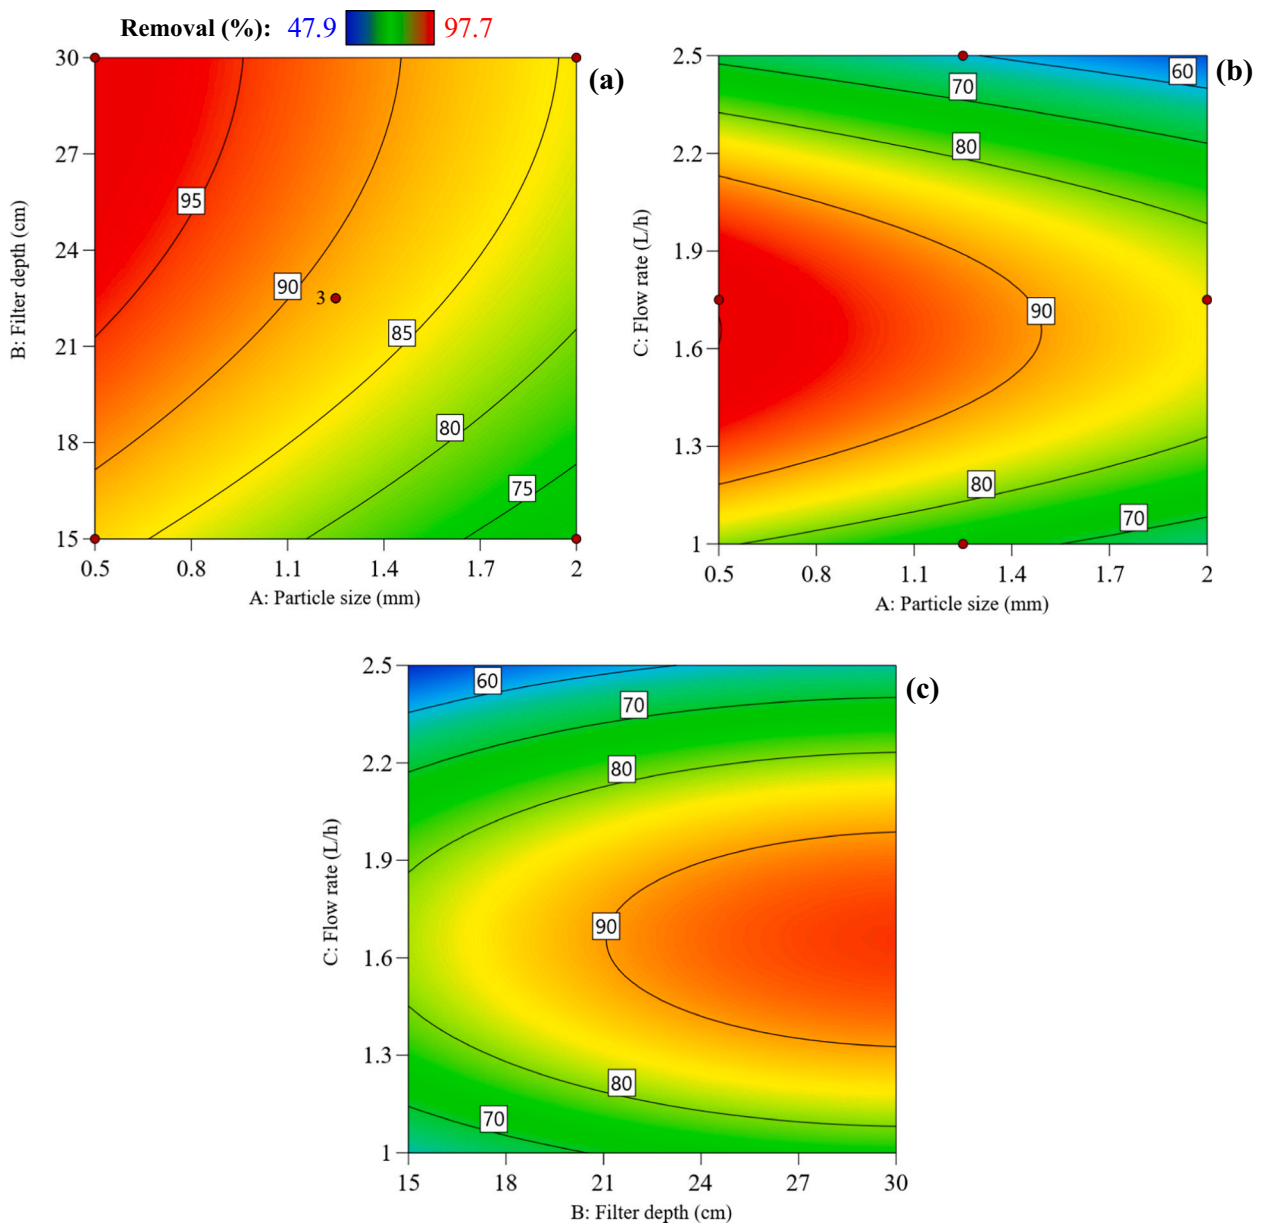 Removal (%): 47.9 97.7
(a)
30
27
24
21
18
15
B: Filter depth (cm)
95
90
3
85
80
75
0.5 0.8 1.1 1.4 1.7 2
A: Particle size (mm)
(b)
2.5
2.2
1.9
1.6
1.3
1
C: Flow rate (L/h)
60
70
80
90
80
70
0.5 0.8 1.1 1.4 1.7 2
A: Particle size (mm)
(c)
2.5
2.2
1.9
1.6
1.3
1
C: Flow rate (L/h)
60
70
80
90
80
70
15 18 21 24 27 30
B: Filter depth (cm)